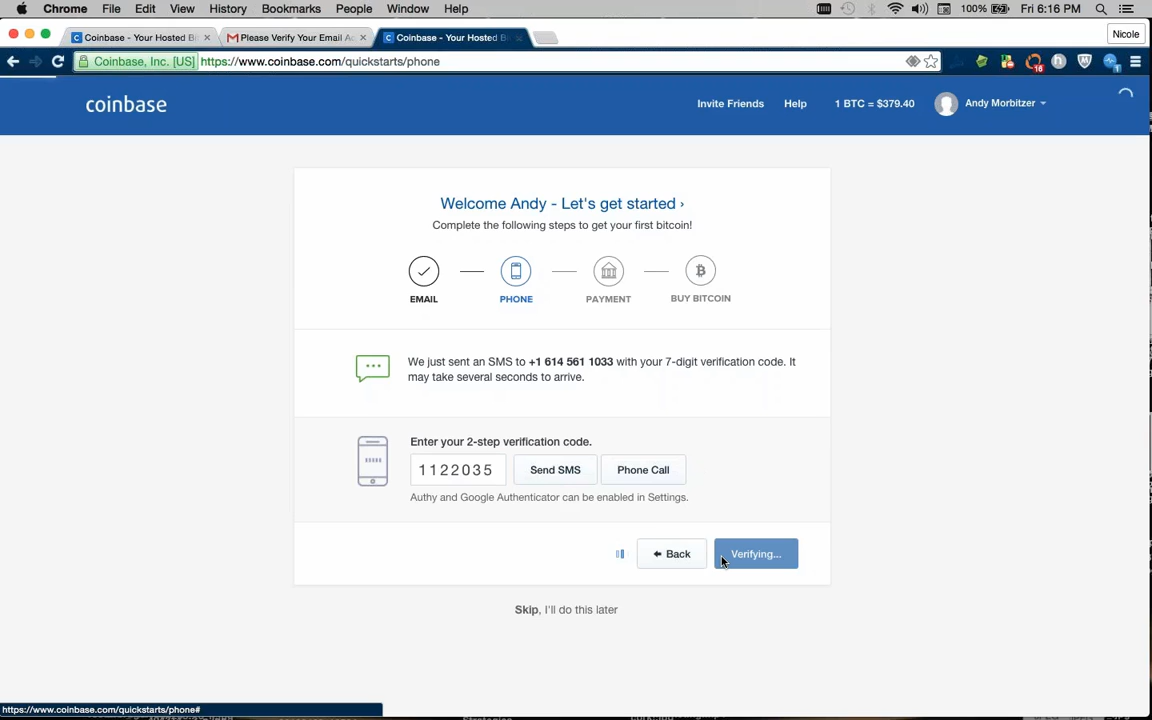 Chrome File Edit View History Bookmarks People Window Help 100% Fri 6:16 PM
Coinbase - Your Hosted Bi
Please Verify Your Email Ac
Coinbase - Your Hosted B
Nicole
Coinbase, Inc. [US] https://www.coinbase.com/quickstarts/phone
16
1
coinbase
Invite Friends Help 1 BTC = $379.40 Andy Morbitzer
Welcome Andy - Let's get started ›
Complete the following steps to get your first bitcoin!
EMAIL PHONE PAYMENT BUY BITCOIN
We just sent an SMS to +1 614 561 1033 with your 7-digit verification code. It
may take several seconds to arrive.
Enter your 2-step verification code.
1122035 Send SMS Phone Call
Authy and Google Authenticator can be enabled in Settings.
Back Verifying...
Skip, I'll do this later
https://www.coinbase.com/quickstarts/phone#